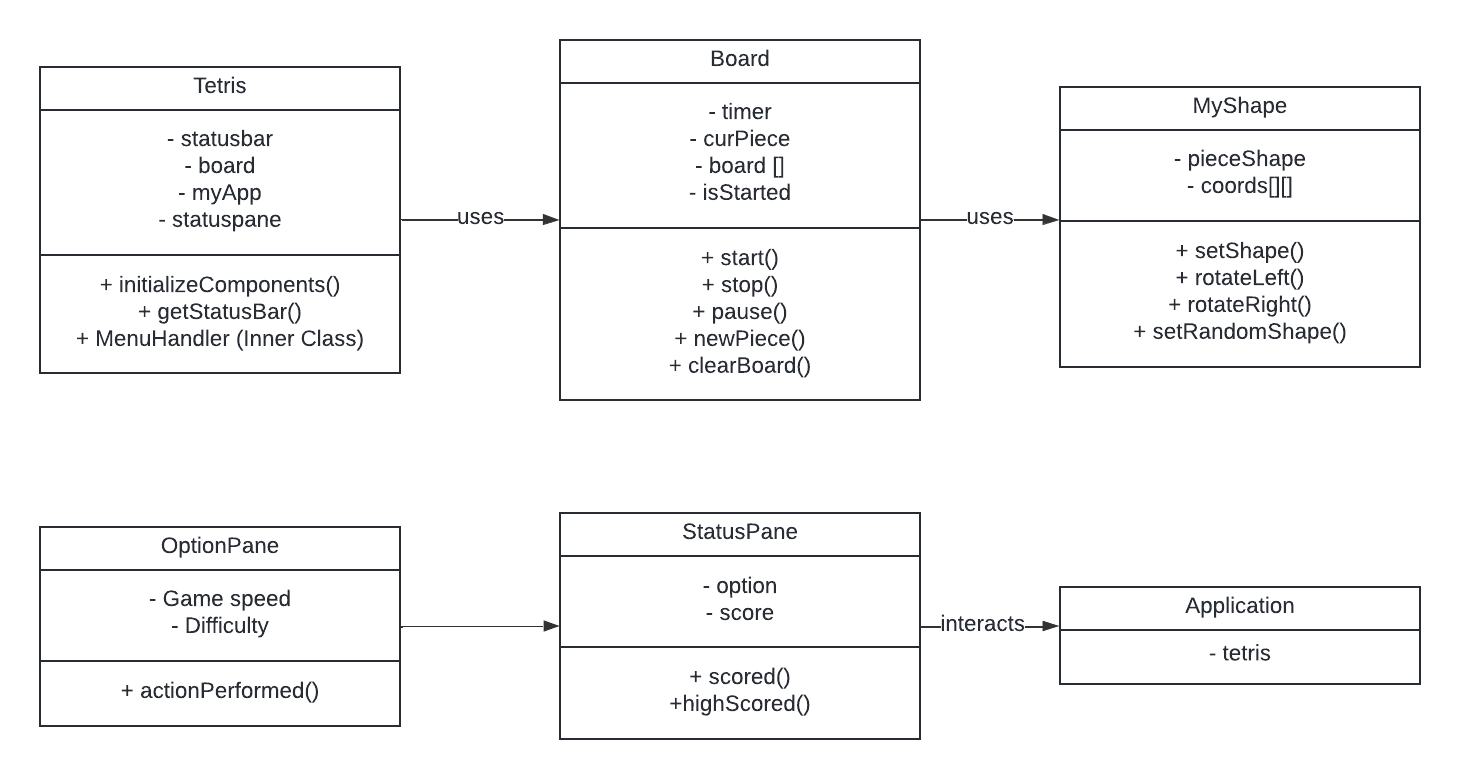 Tetris
- statusbar
- board
- myApp
- statuspane
+ initializeComponents()
+ getStatusBar()
+ MenuHandler (Inner Class)
uses
Board
- timer
- curPiece
- board []
- isStarted
+ start()
+ stop()
+ pause()
+ newPiece()
+ clearBoard()
uses
MyShape
- pieceShape
- coords[][]
+ setShape()
+ rotateLeft()
+ rotateRight()
+ setRandomShape()
OptionPane
- Game speed
- Difficulty
+ actionPerformed()
StatusPane
- option
- score
+ scored()
+highScored()
interacts
Application
- tetris